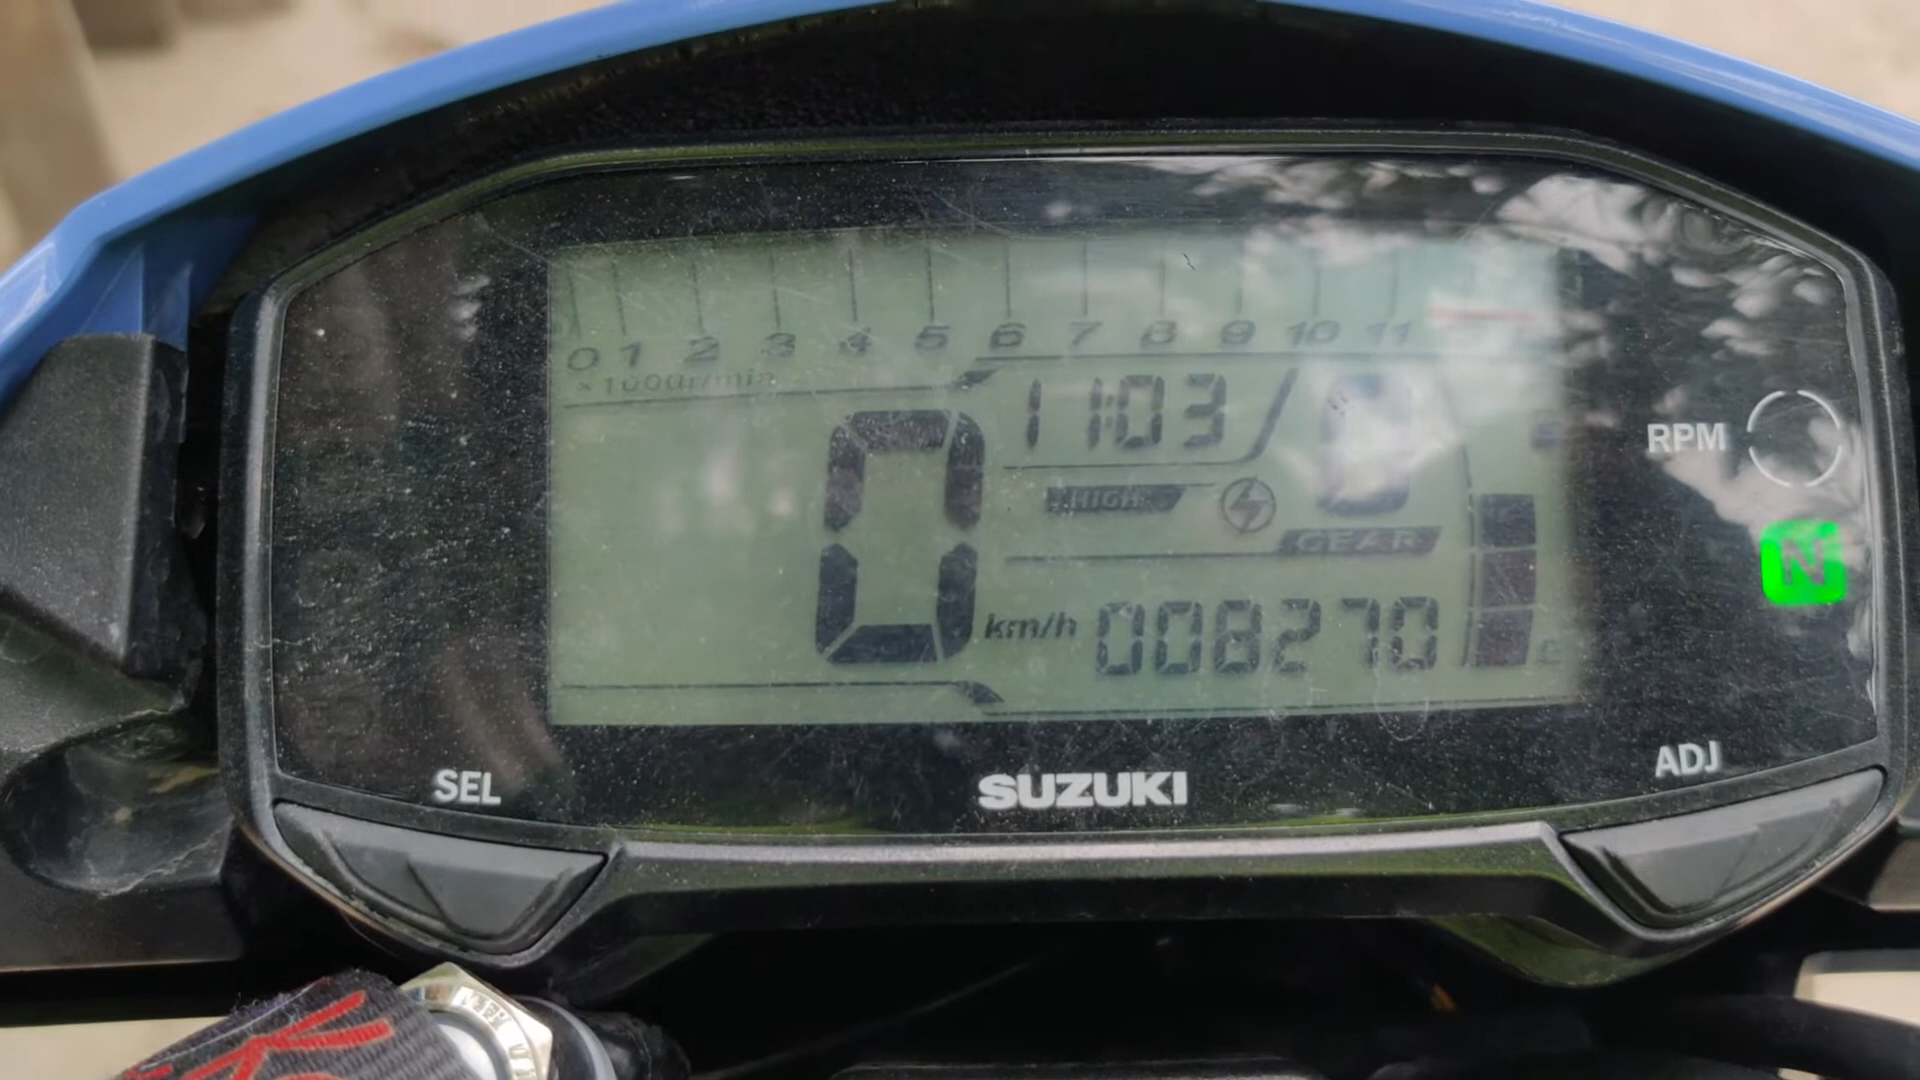 0 1 2 3 4 5 6 7 8 9 10 11
×1000r/min
11:03
0
0
HIGH
GEAR
km/h 008270
RPM
N
SEL
SUZUKI
ADJ